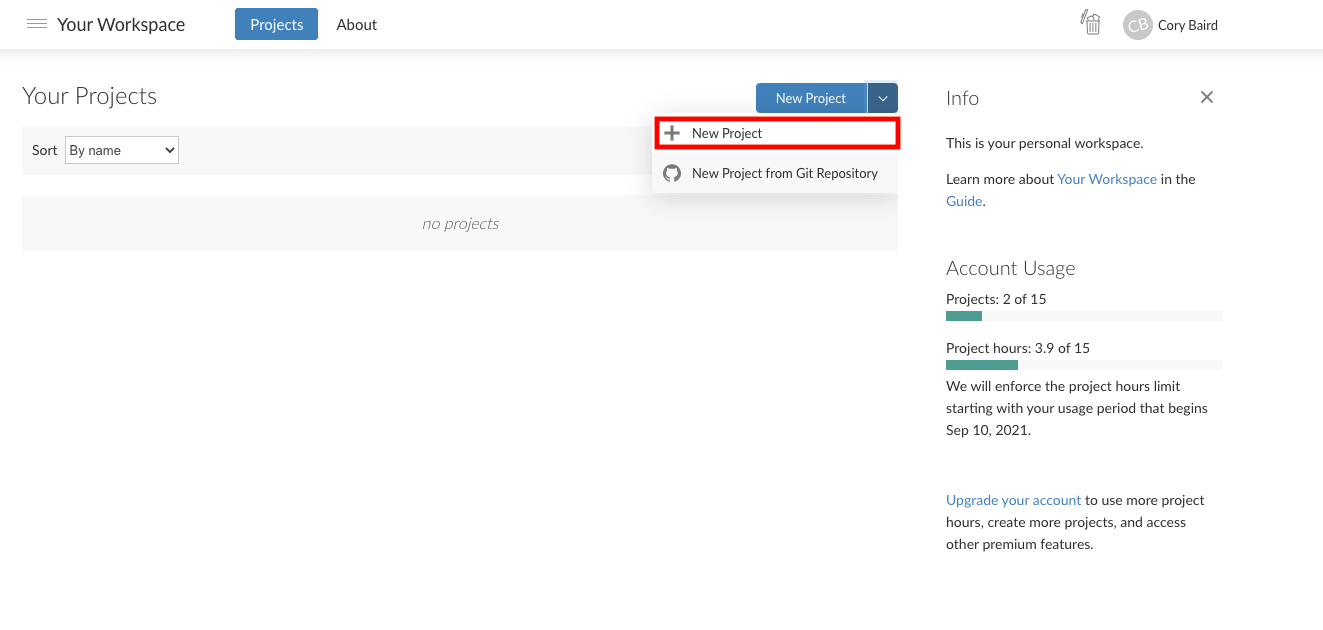 Your Workspace
Projects
About
CB
Cory Baird
Your Projects
New Project
Sort
By name
New Project
New Project from Git Repository
no projects
Info
This is your personal workspace.
Learn more about Your Workspace in the
Guide.
Account Usage
Projects: 2 of 15
Project hours: 3.9 of 15
We will enforce the project hours limit
starting with your usage period that begins
Sep 10, 2021.
Upgrade your account to use more project
hours, create more projects, and access
other premium features.